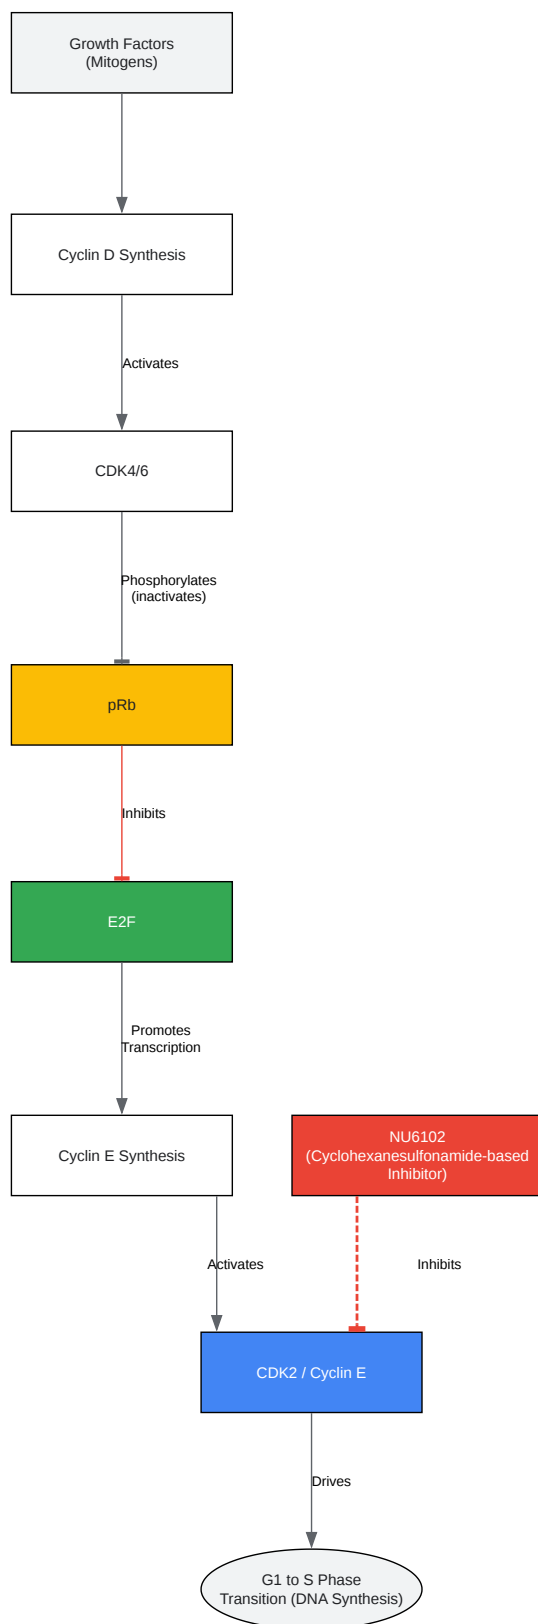 Growth Factors
(Mitogens)
Cyclin D Synthesis
Activates
CDK4/6
Phosphorylates
(inactivates)
pRb
Inhibits
E2F
Promotes
Transcription
Cyclin E Synthesis
NU6102
(Cyclohexanesulfonamide-based
Inhibitor)
Activates
Inhibits
CDK2 / Cyclin E
Drives
G1 to S Phase
Transition (DNA Synthesis)